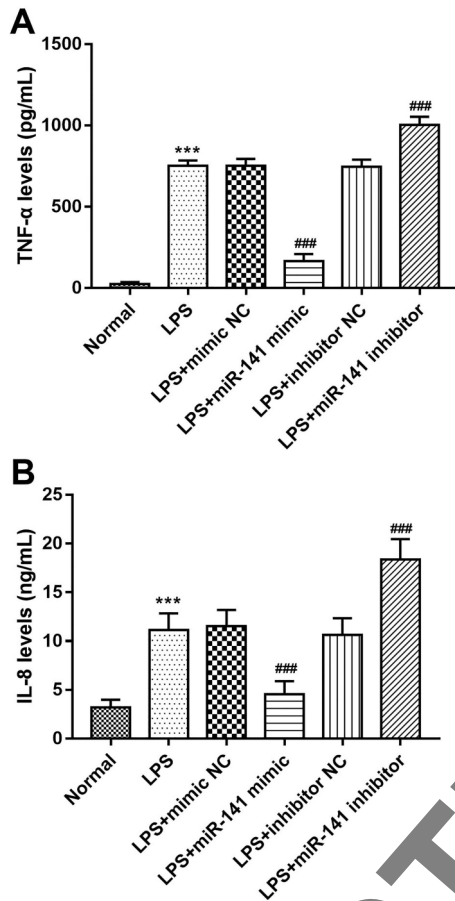 A
TNF-α levels (pg/mL)
1500
1000
500
0
***
###
###
Normal
LPS
LPS+mimic NC
LPS+miR-141 mimic
LPS+inhibitor NC
LPS+miR-141 inhibitor
B
IL-8 levels (ng/mL)
25
20
15
10
5
0
***
###
###
Normal
LPS
LPS+mimic NC
LPS+miR-141 mimic
LPS+inhibitor NC
LPS+miR-141 inhibitor